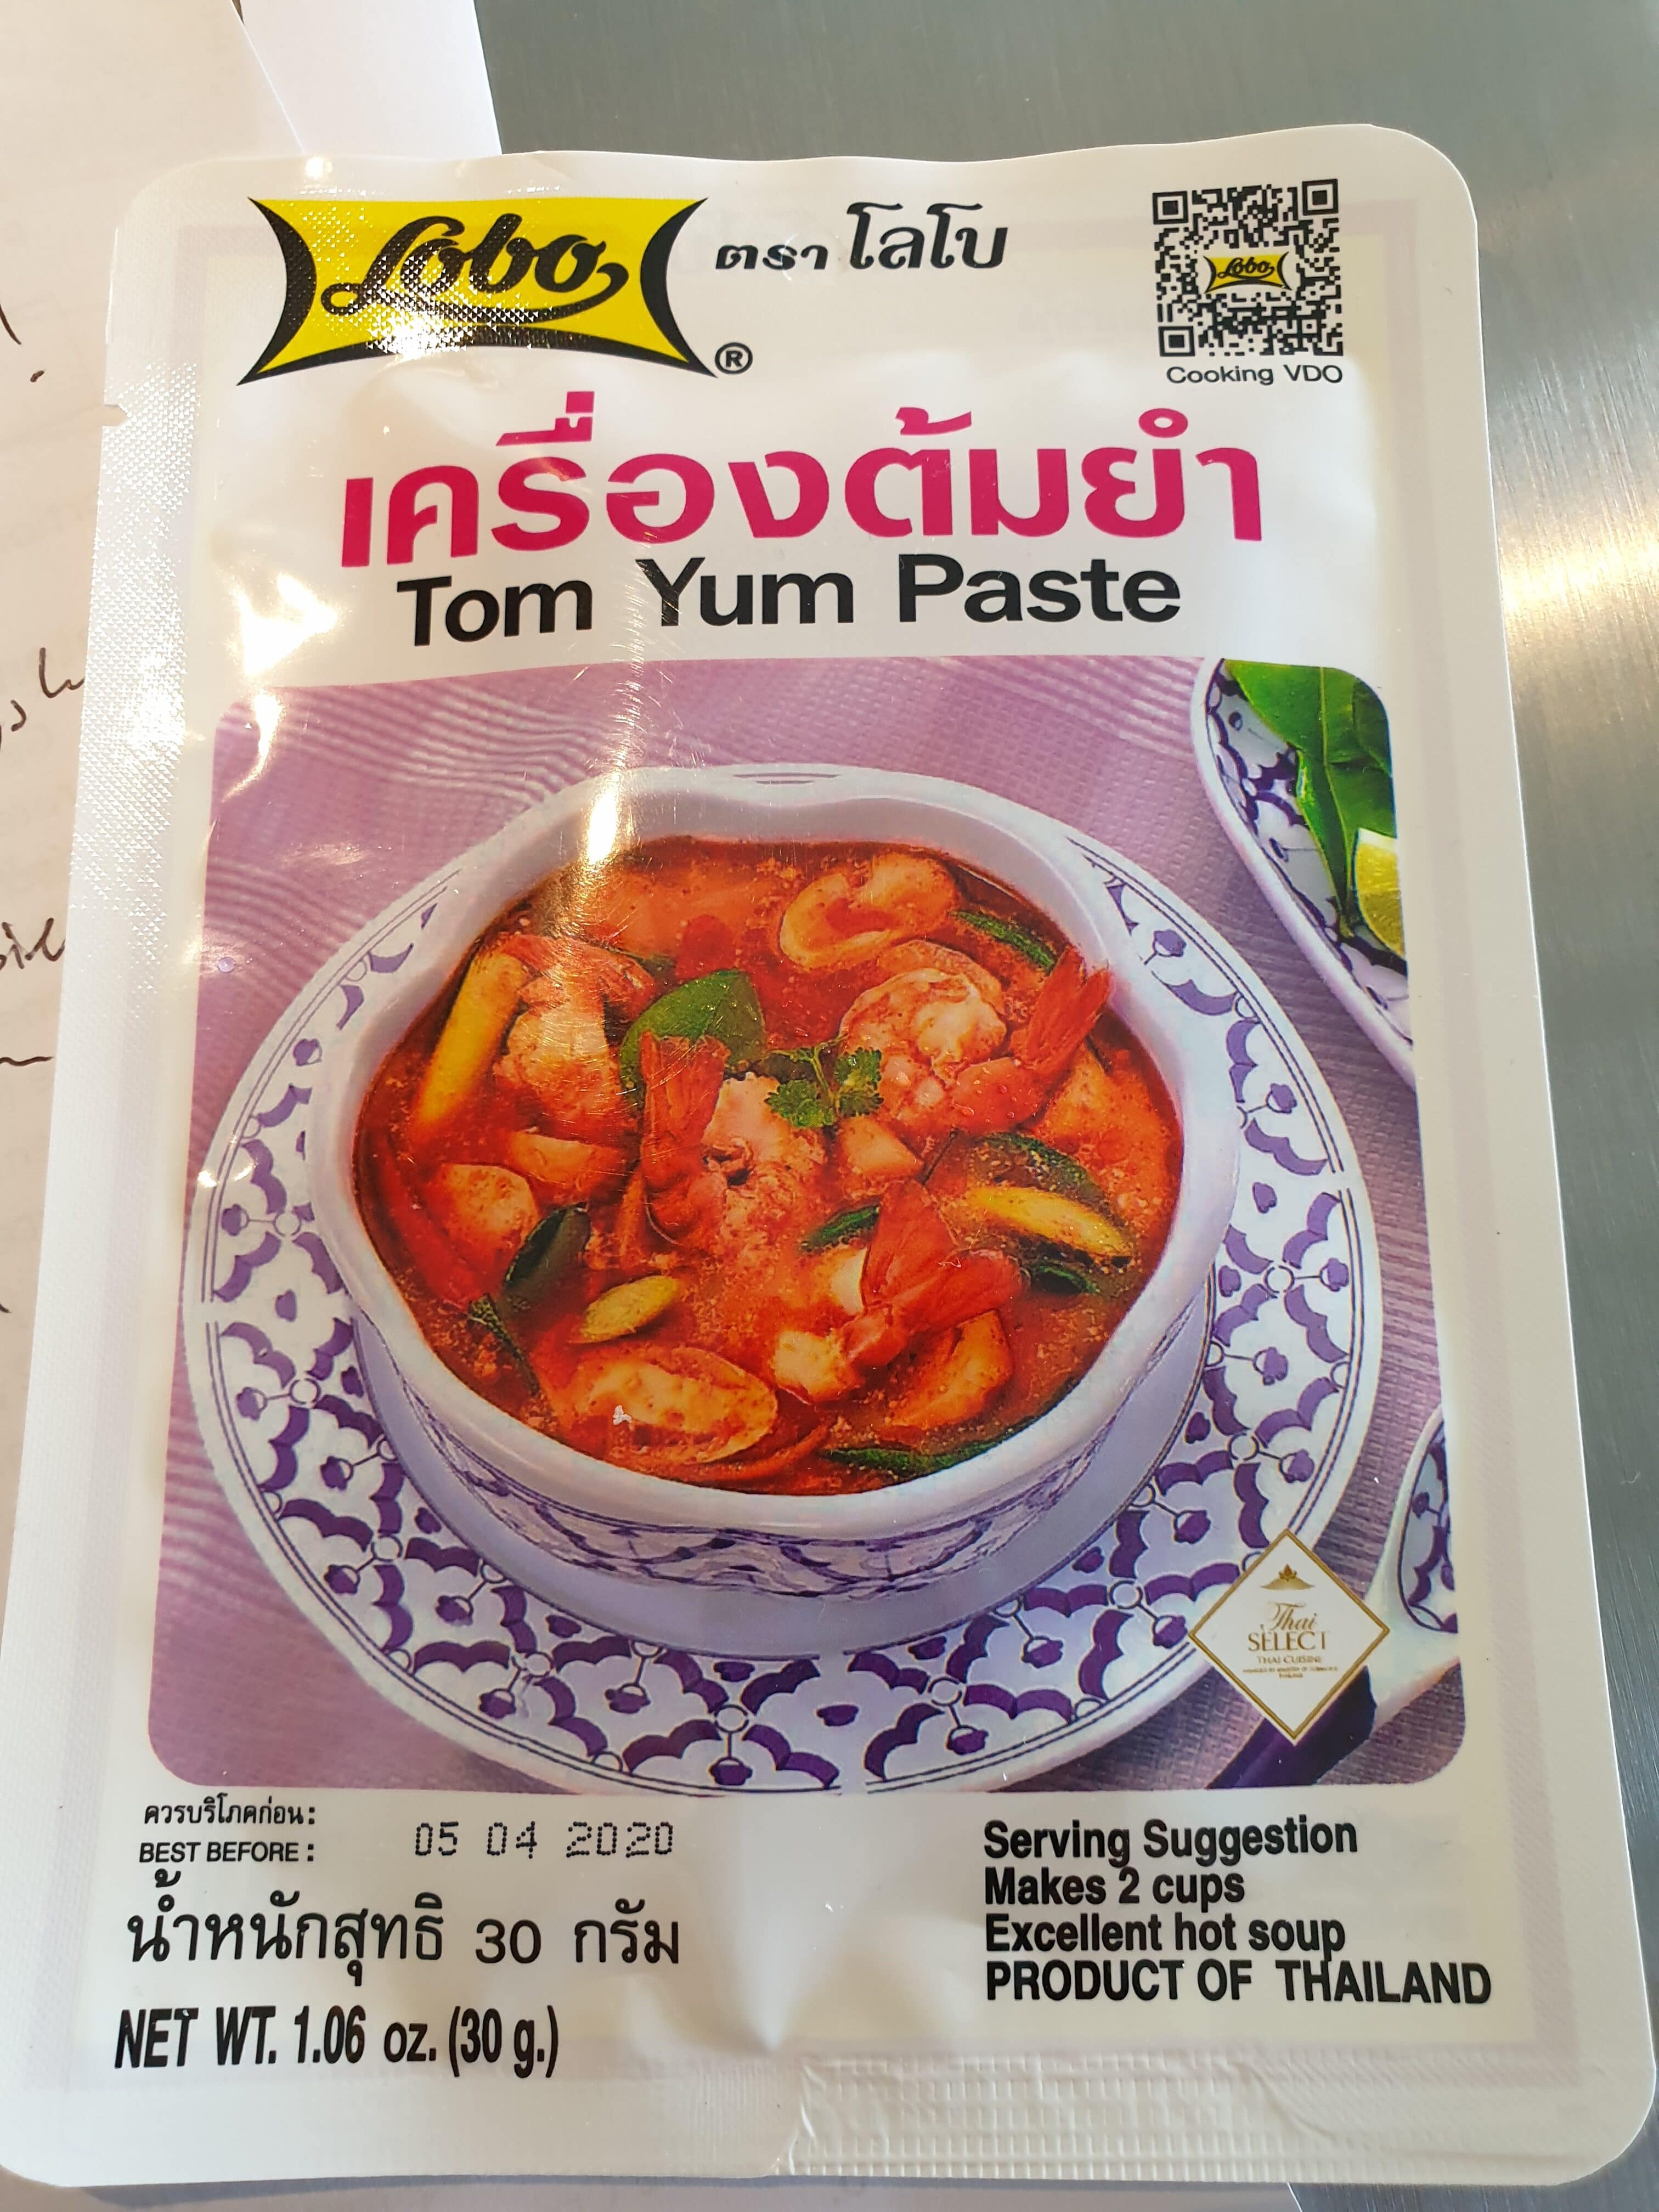 Lobo
®
ตรา โลโบ
Lobo
Cooking VDO
เครื่องต้มยำ
Tom Yum Paste
Thai
SELECT
THAI CUISINE
ควรบริโภคก่อน :
BEST BEFORE : 05 04 2020
น้ำหนักสุทธิ 30 กรัม
NET WT. 1.06 oz. (30 g.)
Serving Suggestion
Makes 2 cups
Excellent hot soup
PRODUCT OF THAILAND